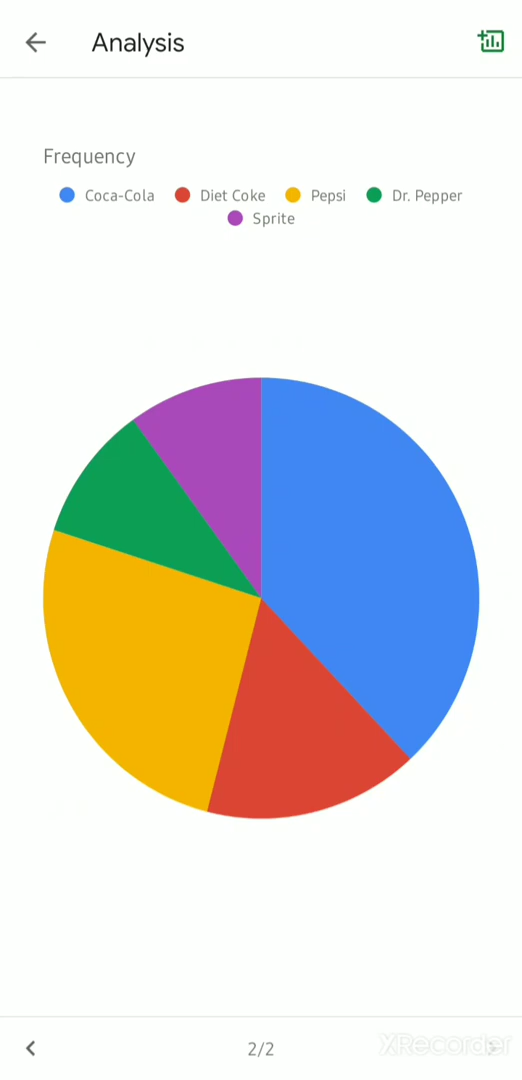 Analysis
Frequency
Coca-Cola Diet Coke Pepsi Dr. Pepper
Sprite
2/2
XRecorder